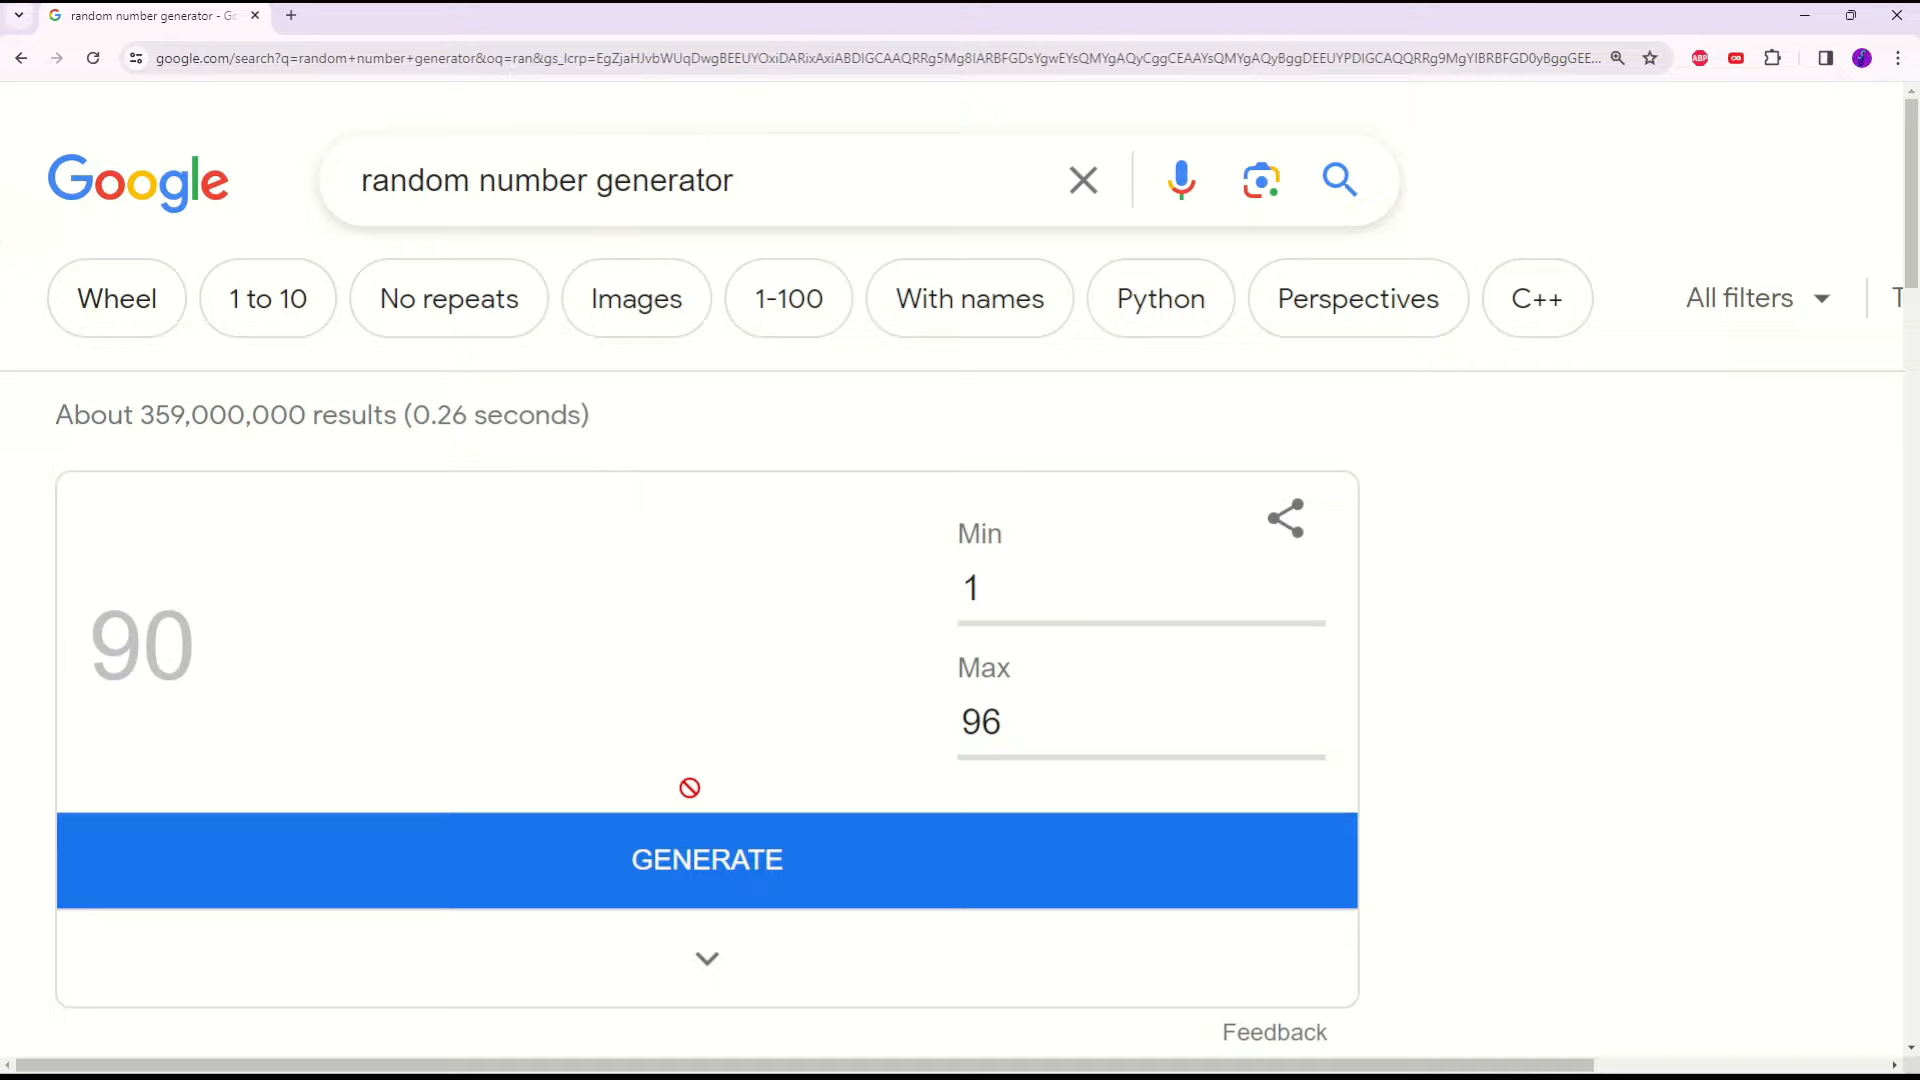 random number generator - Go
google.com/search?q=random+number+generator&oq=ran&gs_lcrp=EgZjaHJvbWUqDwgBEEUYOxiDARixAxiABDIGCAAQRRg5Mg8IARBFGDsYgwEYsQMYgAQyCggCEAAYsQMYgAQyBggDEEUYPDIGCAQQRRg9MgYIBRBFGD0yBggGEE...
Google
random number generator
Wheel
1 to 10
No repeats
Images
1-100
With names
Python
Perspectives
C++
All filters
T
About 359,000,000 results (0.26 seconds)
Min
1
90
Max
96
GENERATE
Feedback
ABP